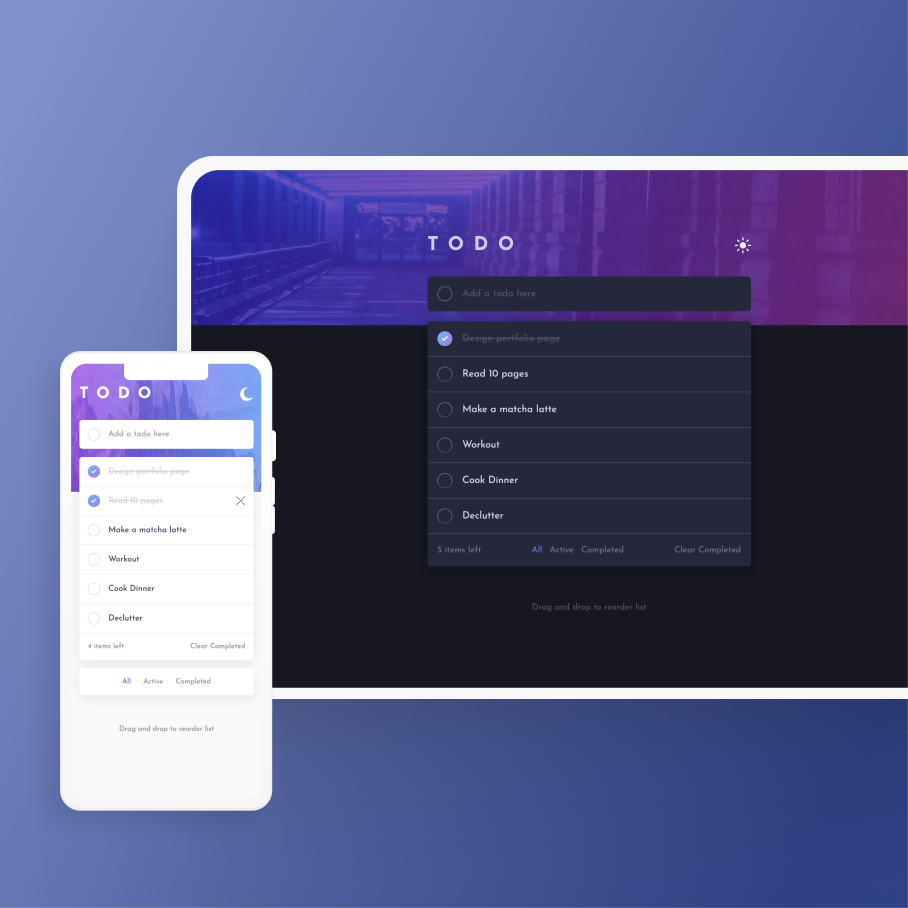 TODO
Add a todo here
Design portfolio page
Read 10 pages
Make a matcha latte
Workout
Cook Dinner
Declutter
5 items left All Active Completed Clear Completed
Drag and drop to reorder list
TODO
Add a todo here
Design portfolio page
Read 10 pages
Make a matcha latte
Workout
Cook Dinner
Declutter
4 items left Clear Completed
All Active Completed
Drag and drop to reorder list